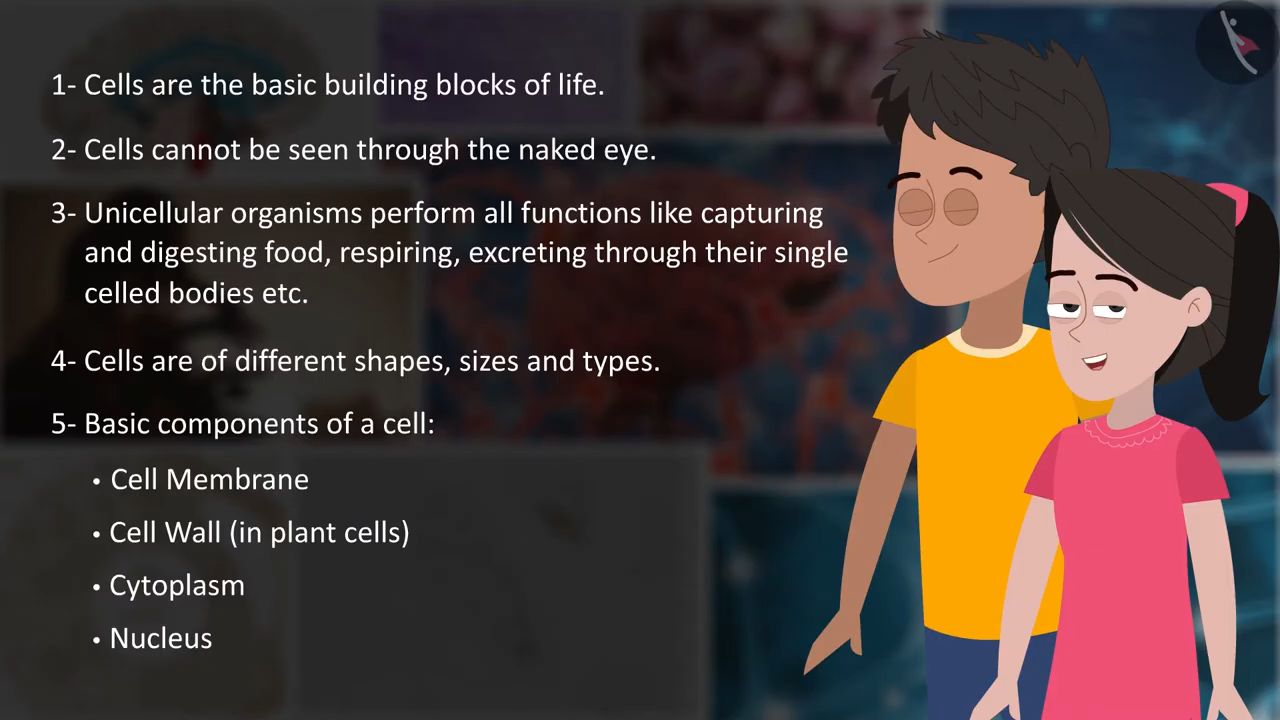 1- Cells are the basic building blocks of life.
2- Cells cannot be seen through the naked eye.
3- Unicellular organisms perform all functions like capturing
and digesting food, respiring, excreting through their single
celled bodies etc.
4- Cells are of different shapes, sizes and types.
5- Basic components of a cell:
• Cell Membrane
• Cell Wall (in plant cells)
• Cytoplasm
• Nucleus